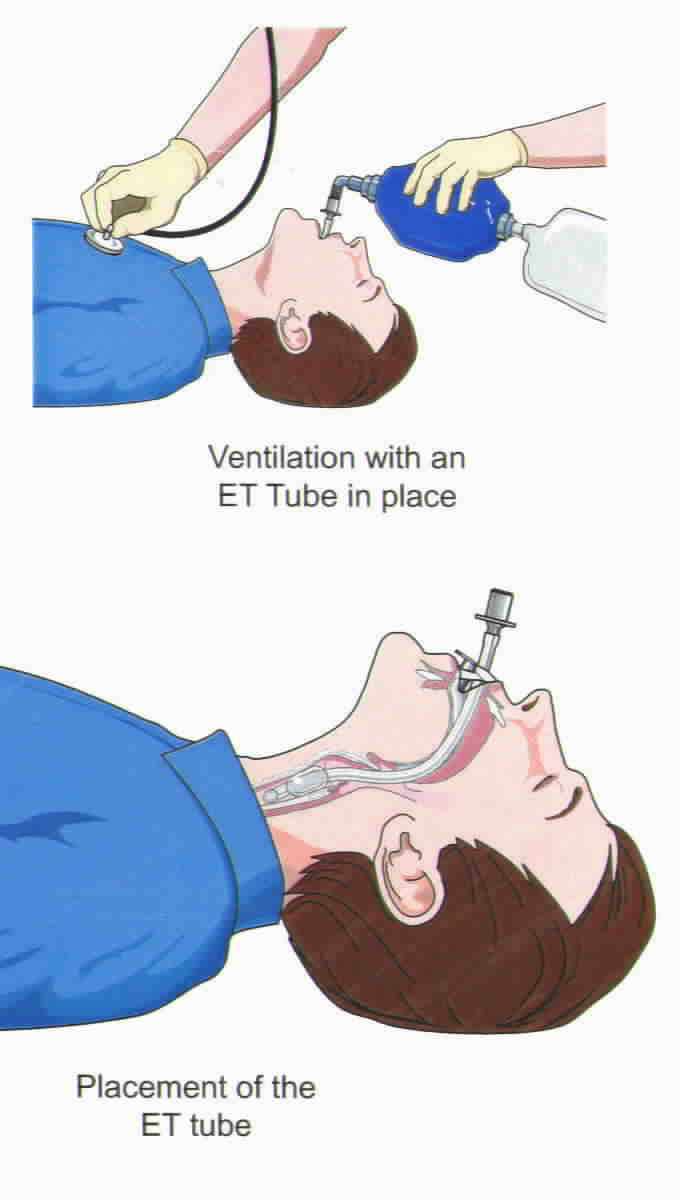 Ventilation with an
ET Tube in place
Placement of the
ET tube